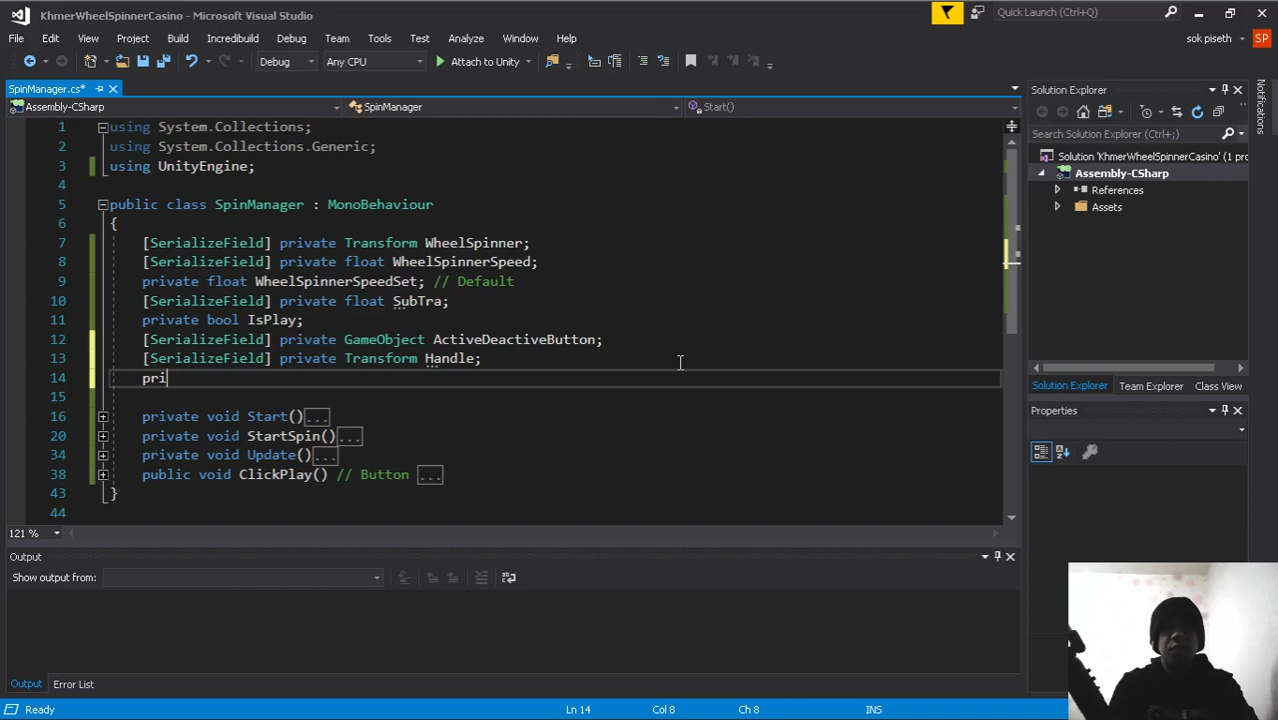 KhmerWheelSpinnerCasino - Microsoft Visual Studio
Quick Launch (Ctrl+Q)
File Edit View Project Build Incredibuild Debug Team Tools Test Analyze Window Help
sok piseth SP
Debug Any CPU Attach to Unity
SpinManager.cs*
Assembly-CSharp SpinManager Start()
1 using System.Collections;
2 using System.Collections.Generic;
3 using UnityEngine;
4
5 public class SpinManager : MonoBehaviour
6 {
7 [SerializeField] private Transform WheelSpinner;
8 [SerializeField] private float WheelSpinnerSpeed;
9 private float WheelSpinnerSpeedSet; // Default
10 [SerializeField] private float SubTra;
11 private bool IsPlay;
12 [SerializeField] private GameObject ActiveDeactiveButton;
13 [SerializeField] private Transform Handle;
14 pri
15
16 private void Start()...
20 private void StartSpin()...
34 private void Update()...
38 public void ClickPlay() // Button ...
43 }
44
121 %
Output
Show output from:
Output Error List
Solution Explorer
Search Solution Explorer (Ctrl+;)
Solution 'KhmerWheelSpinnerCasino' (1 pro
Assembly-CSharp
References
Assets
Solution Explorer Team Explorer Class View
Properties
Notifications
Ready Ln 14 Col 8 Ch 8 INS